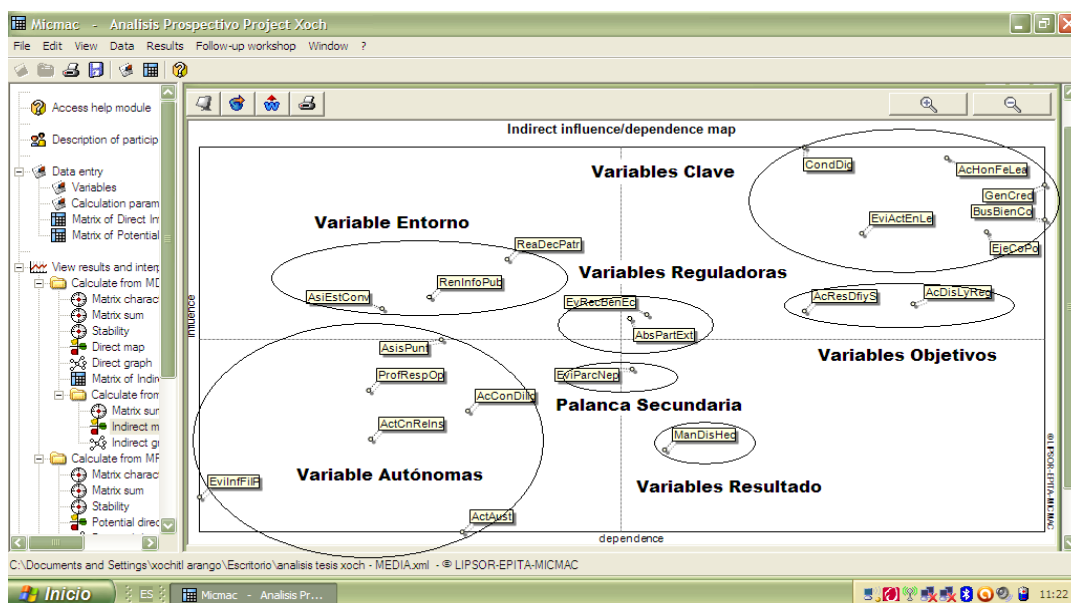 Micmac - Analisis Prospectivo Project Xoch
File Edit View Data Results Follow-up workshop Window ?
Access help module
Description of particip
Data entry
Variables
Calculation param
Matrix of Direct In
Matrix of Potential
View results and interp
Calculate from MD
Matrix charac
Matrix sum
Stability
Direct map
Direct graph
Matrix of Indir
Calculate from
Matrix sum
Indirect m
Indirect gr
Calculate from MF
Matrix charac
Matrix sum
Stability
Potential direc
Indirect influence/dependence map
Variables Clave
CondDig
AcHonFeLea
GenCred
BusBienCo
EviActEnLe
EjeCoPo
Variable Entorno
ReaDecPatr
RenInfoPub
AsiEstConv
Variables Reguladoras
EvRecBenEc
AbsPartExt
AcResDfiyS
AcDisLyReg
Variables Objetivos
influence
AsisPunt
ProfRespOp
AcConDilig
ActCnReIns
EviInfFilP
ActAust
Variable Autónomas
EviParcNep
Palanca Secundaria
ManDisHec
Variables Resultado
dependence
© LIPSOR-EPITA-MICMAC
C:\Documents and Settings\xochitl arango\Escritorio\analisis tesis xoch - MEDIA.xml - © LIPSOR-EPITA-MICMAC
Inicio
ES
Micmac - Analisis Pr...
11:22